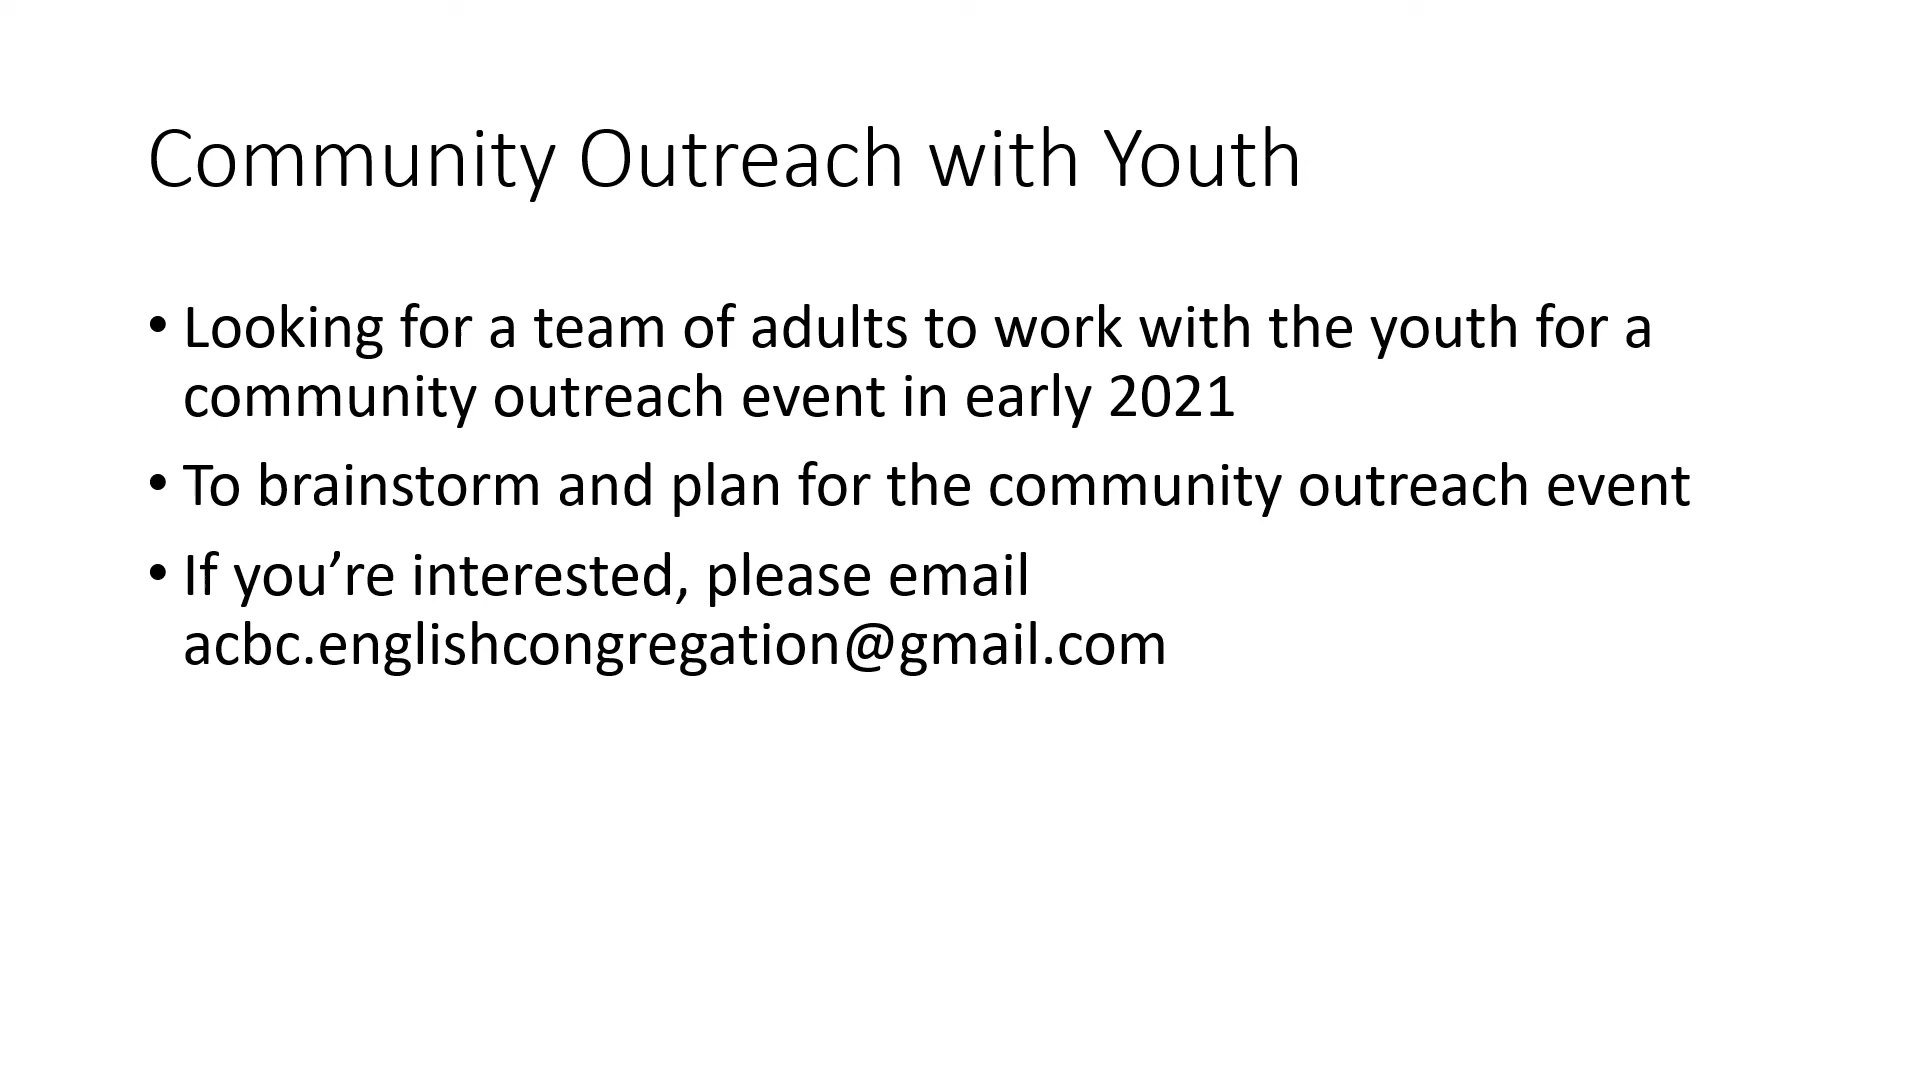 Community Outreach with Youth
• Looking for a team of adults to work with the youth for a
community outreach event in early 2021
• To brainstorm and plan for the community outreach event
• If you’re interested, please email
acbc.englishcongregation@gmail.com